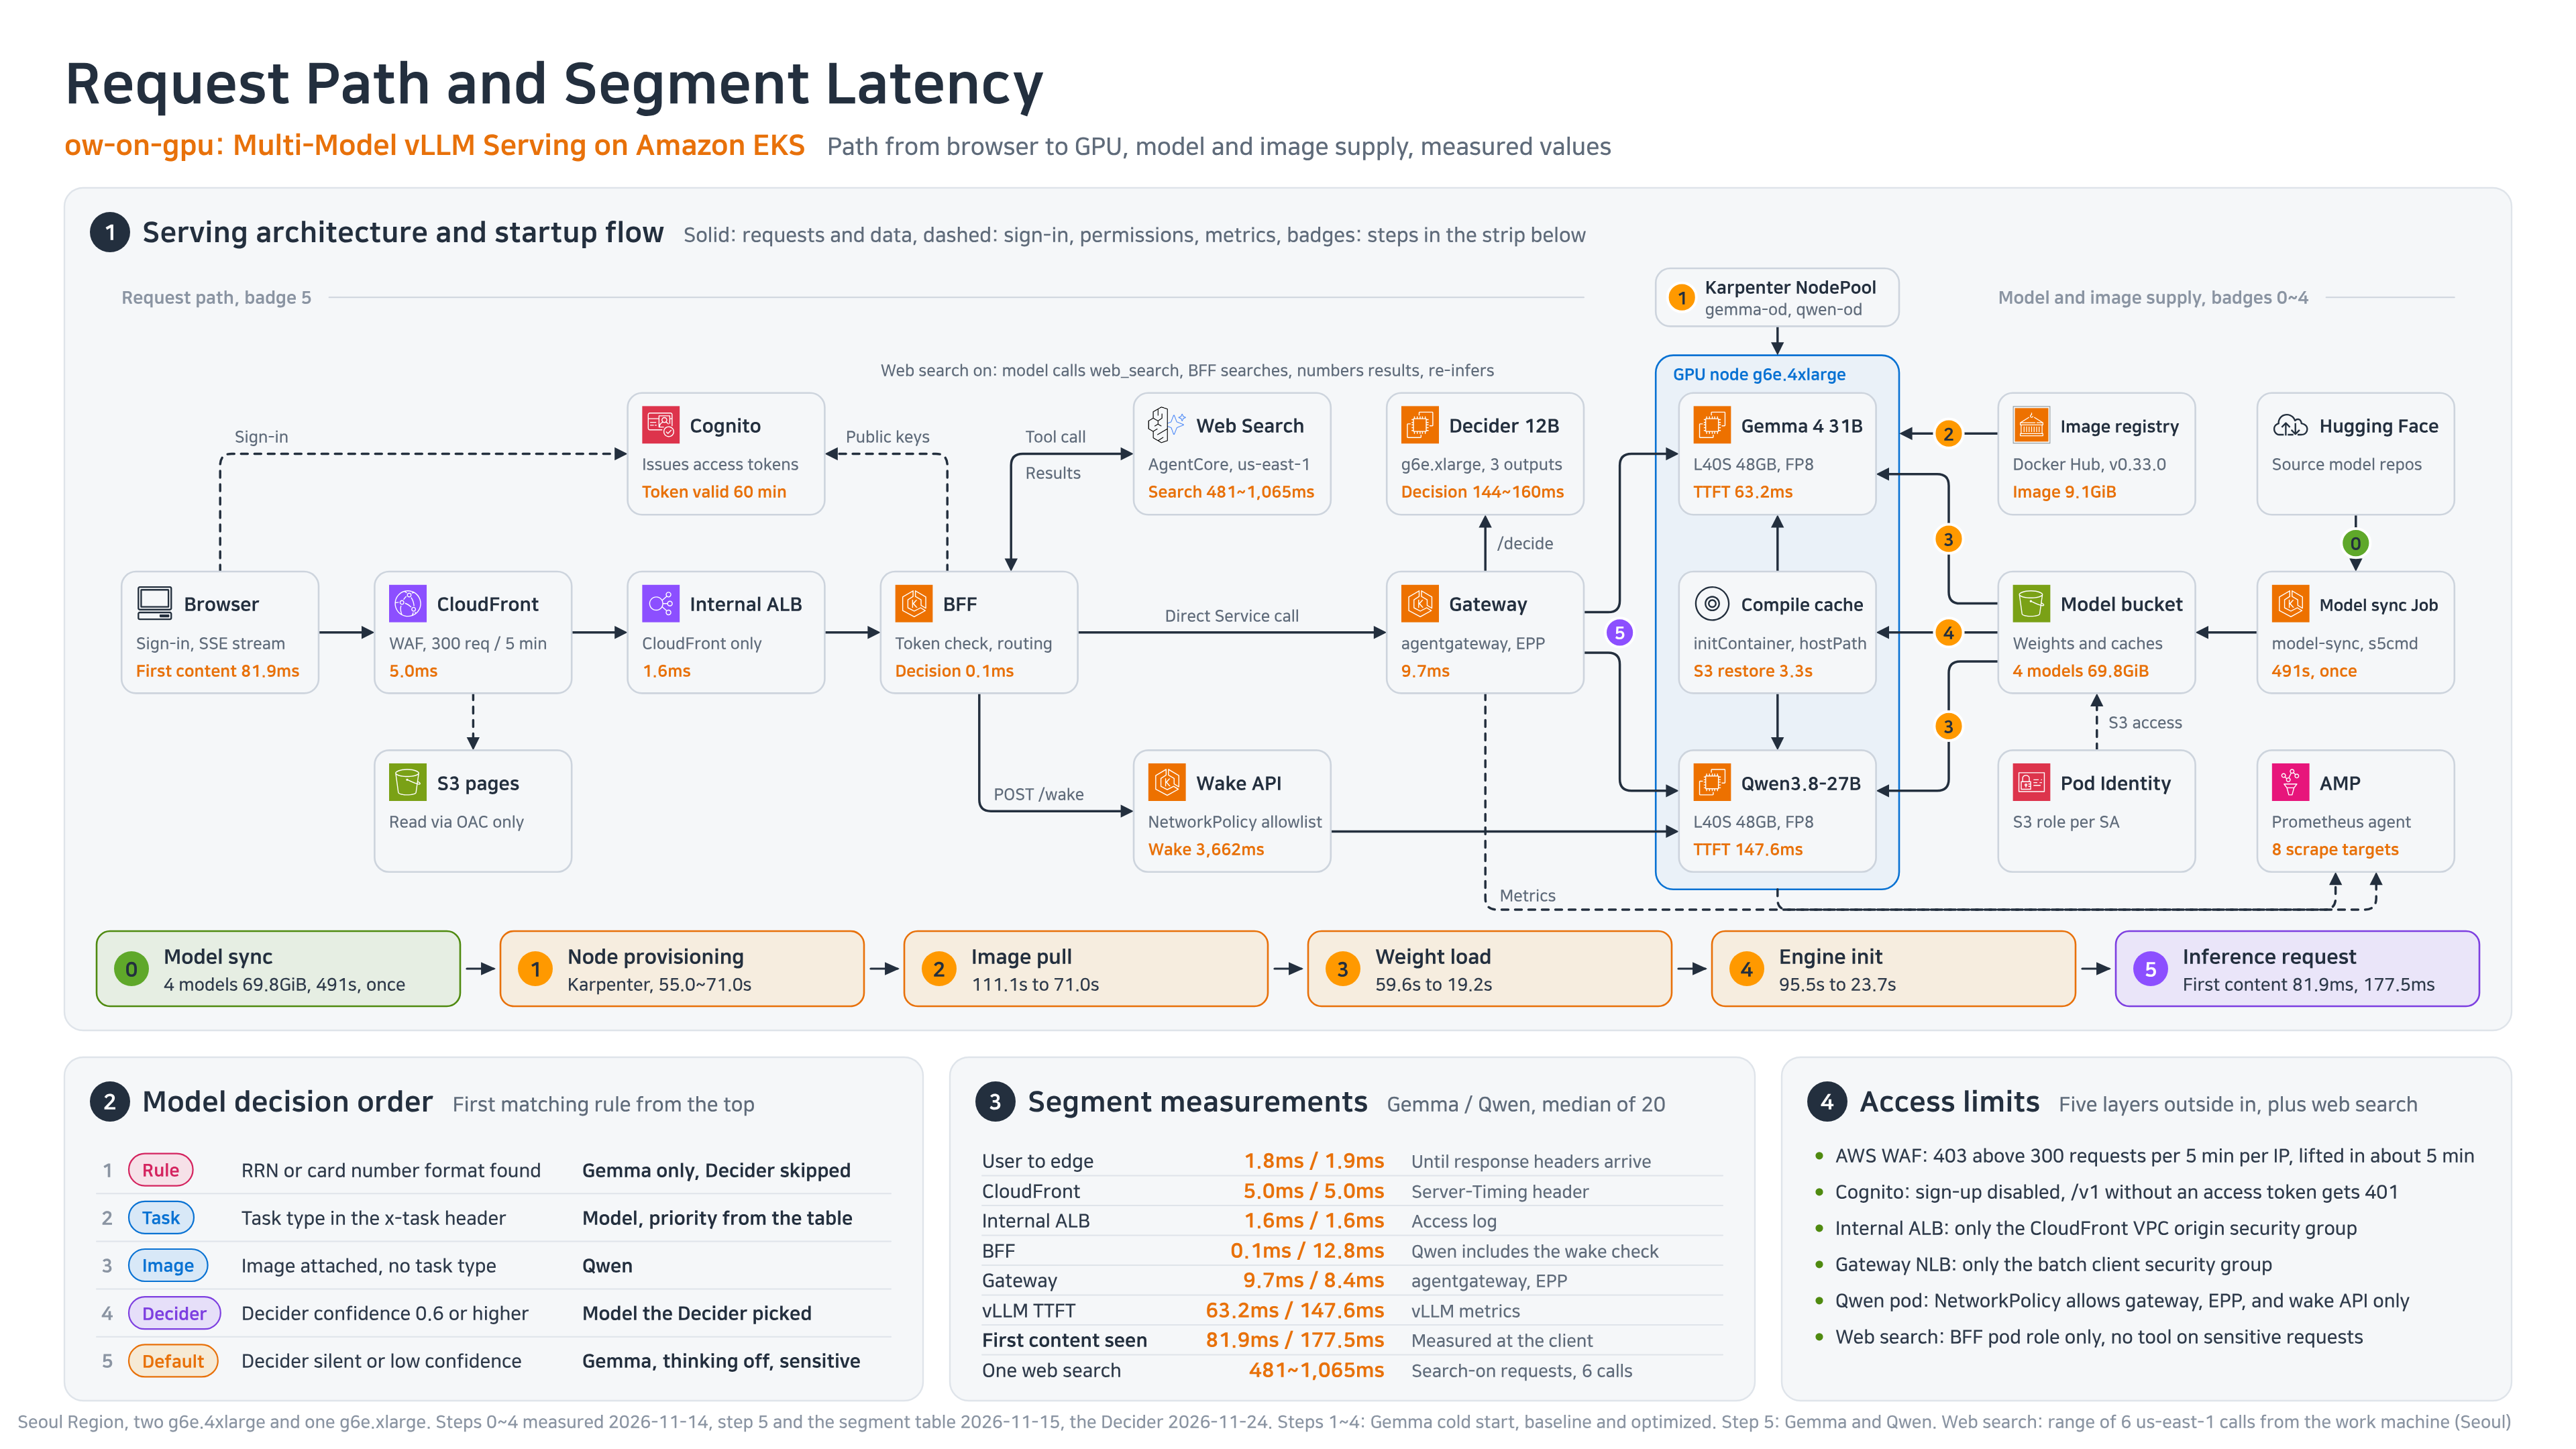 Request Path and Segment Latency
ow-on-gpu: Multi-Model vLLM Serving on Amazon EKS Path from browser to GPU, model and image supply, measured values
1 Serving architecture and startup flow Solid: requests and data, dashed: sign-in, permissions, metrics, badges: steps in the strip below
Request path, badge 5
1 Karpenter NodePool
gemma-od, qwen-od
Model and image supply, badges 0~4
Web search on: model calls web_search, BFF searches, numbers results, re-infers
GPU node g6e.4xlarge
Sign-in
Cognito
Issues access tokens
Token valid 60 min
Public keys
Tool call
Results
Web Search
AgentCore, us-east-1
Search 481~1,065ms
Decider 12B
g6e.xlarge, 3 outputs
Decision 144~160ms
Gemma 4 31B
L40S 48GB, FP8
TTFT 63.2ms
2
Image registry
Docker Hub, v0.33.0
Image 9.1GiB
Hugging Face
Source model repos
/decide
3
0
Browser
Sign-in, SSE stream
First content 81.9ms
CloudFront
WAF, 300 req / 5 min
5.0ms
Internal ALB
CloudFront only
1.6ms
BFF
Token check, routing
Decision 0.1ms
Direct Service call
Gateway
agentgateway, EPP
9.7ms
5
Compile cache
initContainer, hostPath
S3 restore 3.3s
4
Model bucket
Weights and caches
4 models 69.8GiB
Model sync Job
model-sync, s5cmd
491s, once
3
S3 access
S3 pages
Read via OAC only
POST /wake
Wake API
NetworkPolicy allowlist
Wake 3,662ms
Qwen3.8-27B
L40S 48GB, FP8
TTFT 147.6ms
Pod Identity
S3 role per SA
AMP
Prometheus agent
8 scrape targets
Metrics
0 Model sync
4 models 69.8GiB, 491s, once
1 Node provisioning
Karpenter, 55.0~71.0s
2 Image pull
111.1s to 71.0s
3 Weight load
59.6s to 19.2s
4 Engine init
95.5s to 23.7s
5 Inference request
First content 81.9ms, 177.5ms
2 Model decision order First matching rule from the top
1 Rule RRN or card number format found Gemma only, Decider skipped
2 Task Task type in the x-task header Model, priority from the table
3 Image Image attached, no task type Qwen
4 Decider Decider confidence 0.6 or higher Model the Decider picked
5 Default Decider silent or low confidence Gemma, thinking off, sensitive
3 Segment measurements Gemma / Qwen, median of 20
User to edge 1.8ms / 1.9ms Until response headers arrive
CloudFront 5.0ms / 5.0ms Server-Timing header
Internal ALB 1.6ms / 1.6ms Access log
BFF 0.1ms / 12.8ms Qwen includes the wake check
Gateway 9.7ms / 8.4ms agentgateway, EPP
vLLM TTFT 63.2ms / 147.6ms vLLM metrics
First content seen 81.9ms / 177.5ms Measured at the client
One web search 481~1,065ms Search-on requests, 6 calls
4 Access limits Five layers outside in, plus web search
• AWS WAF: 403 above 300 requests per 5 min per IP, lifted in about 5 min
• Cognito: sign-up disabled, /v1 without an access token gets 401
• Internal ALB: only the CloudFront VPC origin security group
• Gateway NLB: only the batch client security group
• Qwen pod: NetworkPolicy allows gateway, EPP, and wake API only
• Web search: BFF pod role only, no tool on sensitive requests
Seoul Region, two g6e.4xlarge and one g6e.xlarge. Steps 0~4 measured 2026-11-14, step 5 and the segment table 2026-11-15, the Decider 2026-11-24. Steps 1~4: Gemma cold start, baseline and optimized. Step 5: Gemma and Qwen. Web search: range of 6 us-east-1 calls from the work machine (Seoul)